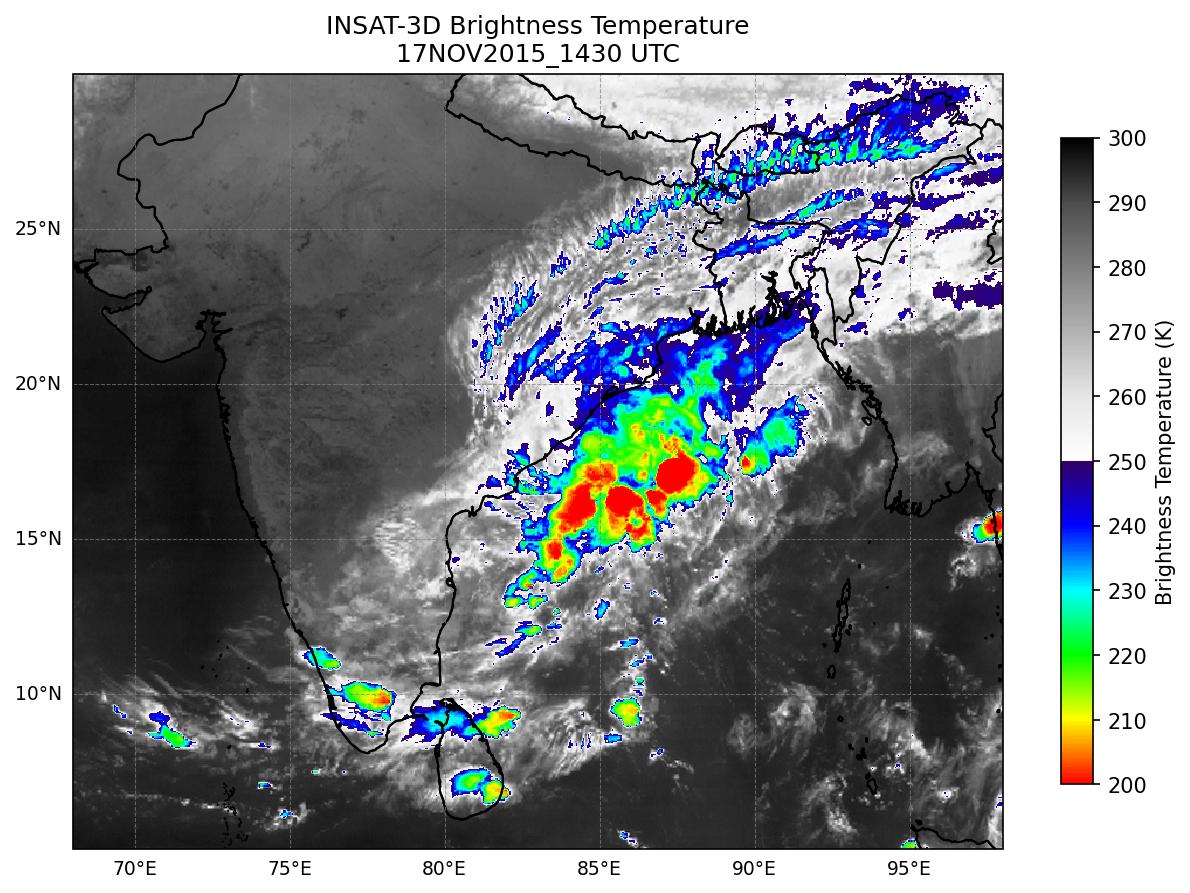 INSAT-3D Brightness Temperature
17NOV2015_1430 UTC
25°N
20°N
15°N
10°N
70°E
75°E
80°E
85°E
90°E
95°E
300
290
280
270
260
250
240
230
220
210
200
Brightness Temperature (K)